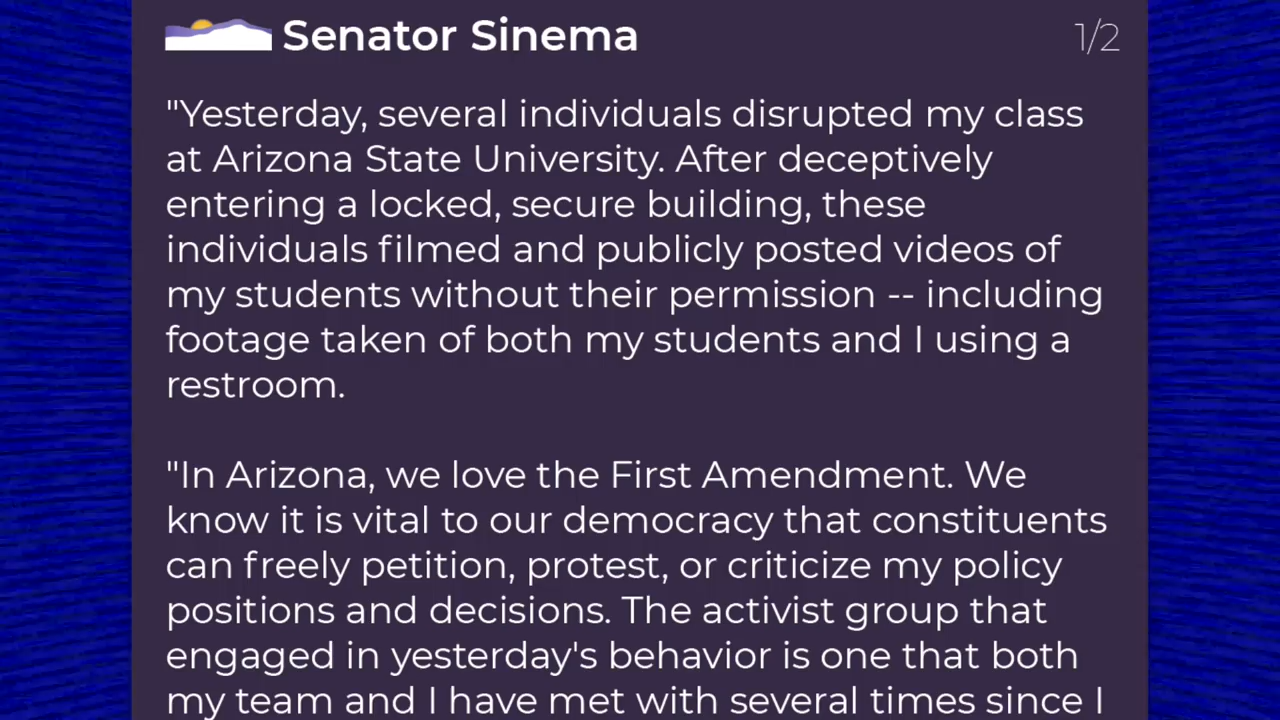 Senator Sinema
1/2
"Yesterday, several individuals disrupted my class
at Arizona State University. After deceptively
entering a locked, secure building, these
individuals filmed and publicly posted videos of
my students without their permission -- including
footage taken of both my students and I using a
restroom.
"In Arizona, we love the First Amendment. We
know it is vital to our democracy that constituents
can freely petition, protest, or criticize my policy
positions and decisions. The activist group that
engaged in yesterday's behavior is one that both
my team and I have met with several times since I